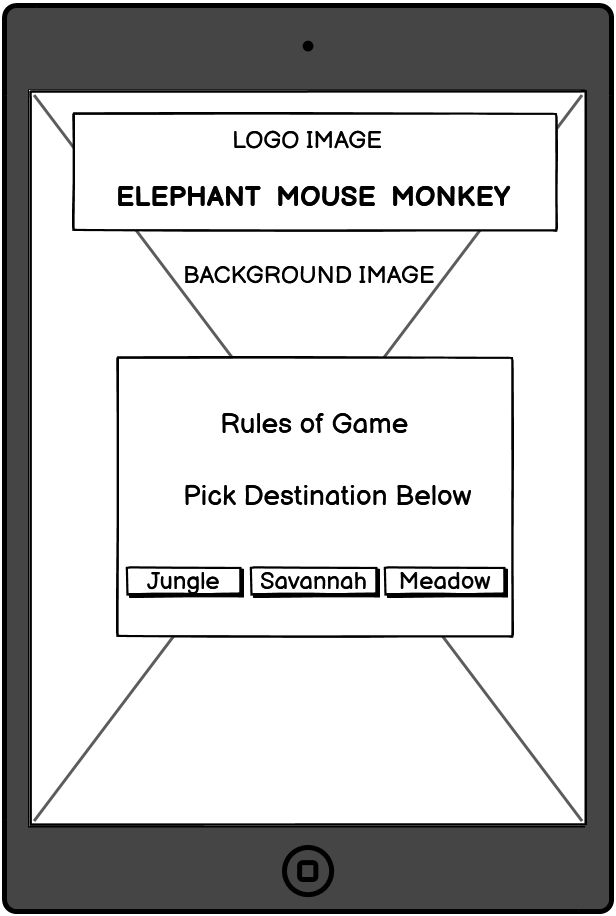 LOGO IMAGE
ELEPHANT MOUSE MONKEY
BACKGROUND IMAGE
Rules of Game
Pick Destination Below
Jungle Savannah Meadow